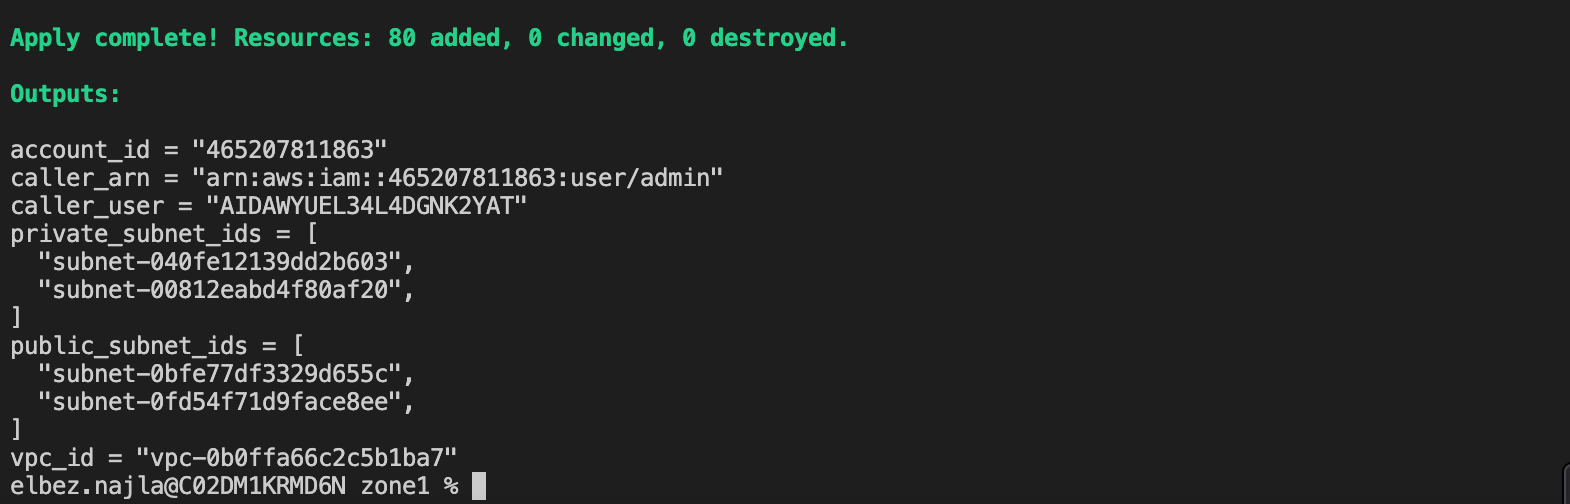 Apply complete! Resources: 80 added, 0 changed, 0 destroyed.
Outputs:
account_id = "465207811863"
caller_arn = "arn:aws:iam::465207811863:user/admin"
caller_user = "AIDAWYUEL34L4DGNK2YAT"
private_subnet_ids = [
  "subnet-040fe12139dd2b603",
  "subnet-00812eabd4f80af20",
]
public_subnet_ids = [
  "subnet-0bfe77df3329d655c",
  "subnet-0fd54f71d9face8ee",
]
vpc_id = "vpc-0b0ffa66c2c5b1ba7"
elbez.najla@C02DM1KRMD6N zone1 %